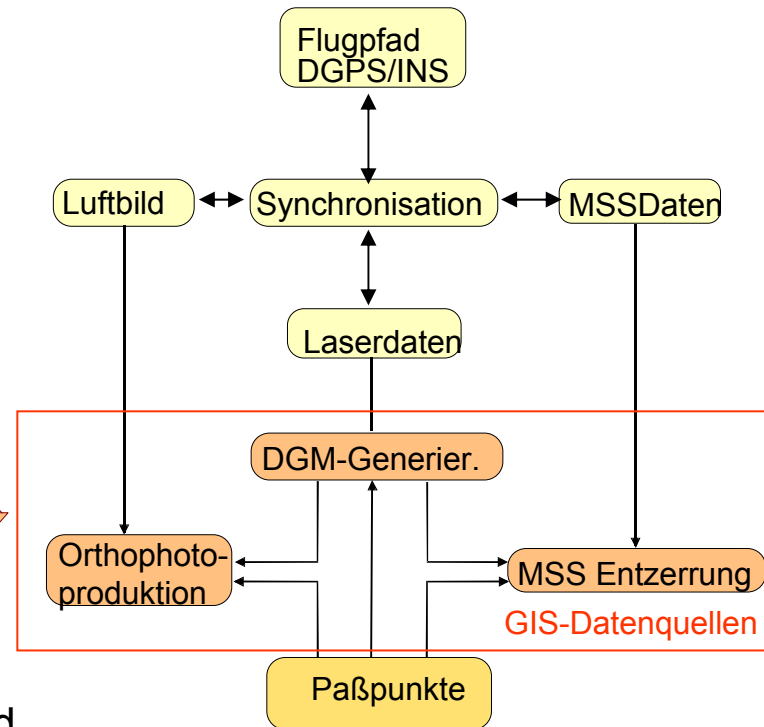 Flugpfad
DGPS/INS
Luftbild
Synchronisation
MSSDaten
Laserdaten
DGM-Generier.
Orthophoto-
produktion
MSS Entzerrung
GIS-Datenquellen
Paßpunkte